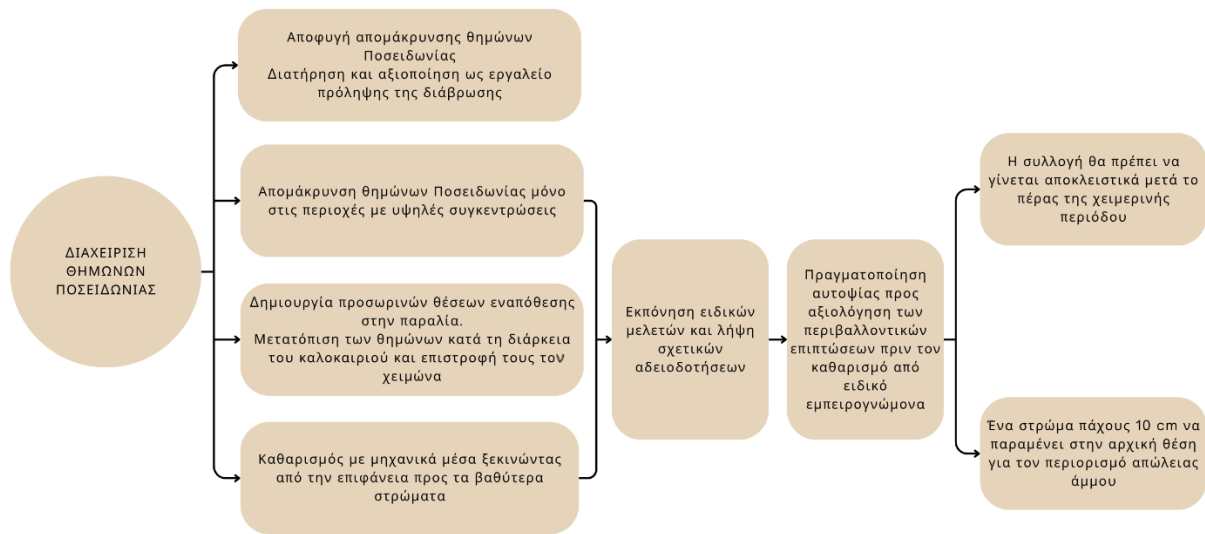 ΔΙΑΧΕΙΡΙΣΗ
ΘΗΜΩΝΩΝ
ΠΟΣΕΙΔΩΝΙΑΣ
Αποφυγή απομάκρυνσης θημώνων
Ποσειδωνίας
Διατήρηση και αξιοποίηση ως εργαλείο
πρόληψης της διάβρωσης
Απομάκρυνση θημώνων Ποσειδωνίας μόνο
στις περιοχές με υψηλές συγκεντρώσεις
Δημιουργία προσωρινών θέσεων εναπόθεσης
στην παραλία.
Μετατόπιση των θημώνων κατά τη διάρκεια
του καλοκαιριού και επιστροφή τους τον
χειμώνα
Καθαρισμός με μηχανικά μέσα ξεκινώντας
από την επιφάνεια προς τα βαθύτερα
στρώματα
Εκπόνηση ειδικών
μελετών και λήψη
σχετικών
αδειοδοτήσεων
Πραγματοποίηση
αυτοψίας προς
αξιολόγηση των
περιβαλλοντικών
επιπτώσεων πριν τον
καθαρισμό από
ειδικό
εμπειρογνώμονα
Η συλλογή θα πρέπει να
γίνεται αποκλειστικά μετά το
πέρας της χειμερινής
περιόδου
Ένα στρώμα πάχους 10 cm να
παραμένει στην αρχική θέση
για τον περιορισμό απώλειας
άμμου